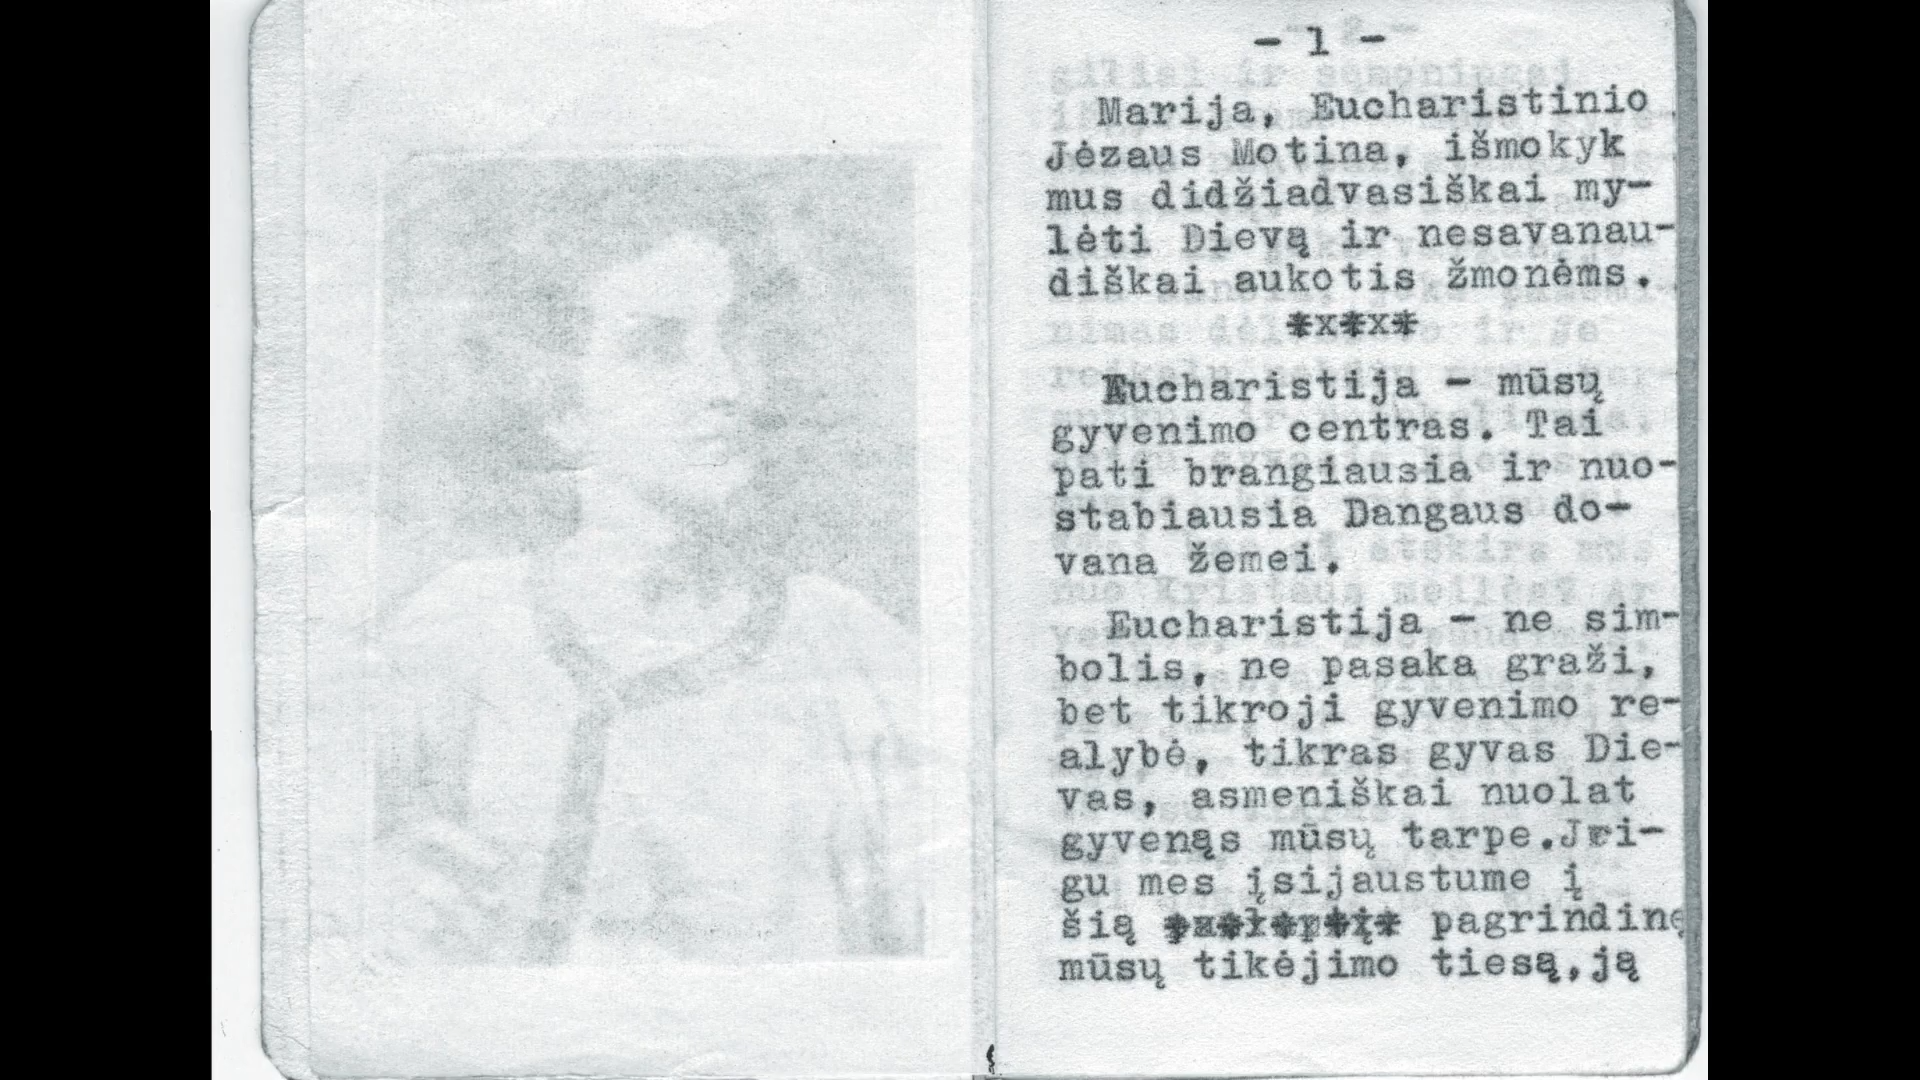 - 1 -
Marija, Eucharistinio
Jėzaus Motina, išmokyk
mus didžiadvasiškai my-
lėti Dievą ir nesavanau-
diškai aukotis žmonėms.
*x*x*
Eucharistija - mūsų
gyvenimo centras. Tai
pati brangiausia ir nuo-
stabiausia Dangaus do-
vana žemei.
Eucharistija - ne sim-
bolis, ne pasaka graži,
bet tikroji gyvenimo re-
alybė, tikras gyvas Die-
vas, asmeniškai nuolat
gyvenąs mūsų tarpe.Jei-
gu mes įsijaustume į
šią pagrindinę
mūsų tikėjimo tiesą,ją